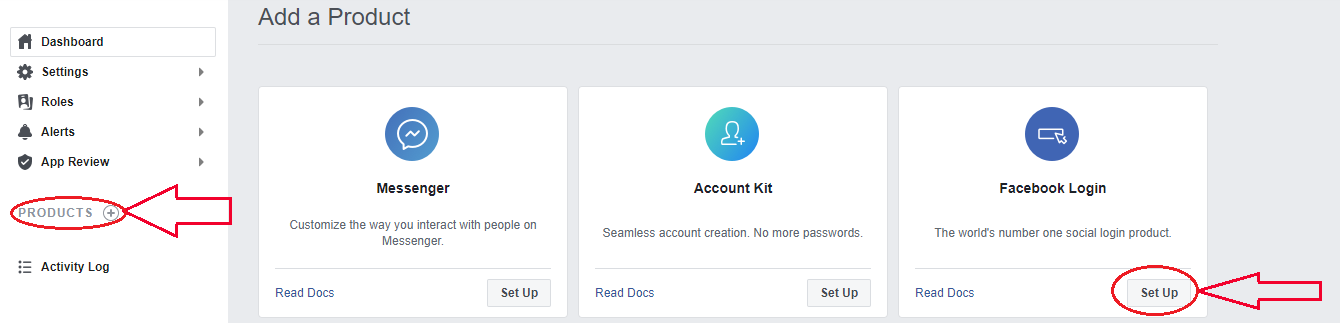 Add a Product
Dashboard
Settings
Roles
Alerts
App Review
PRODUCTS
Activity Log
Messenger
Customize the way you interact with people on
Messenger.
Read Docs
Set Up
Account Kit
Seamless account creation. No more passwords.
Read Docs
Set Up
Facebook Login
The world's number one social login product.
Read Docs
Set Up